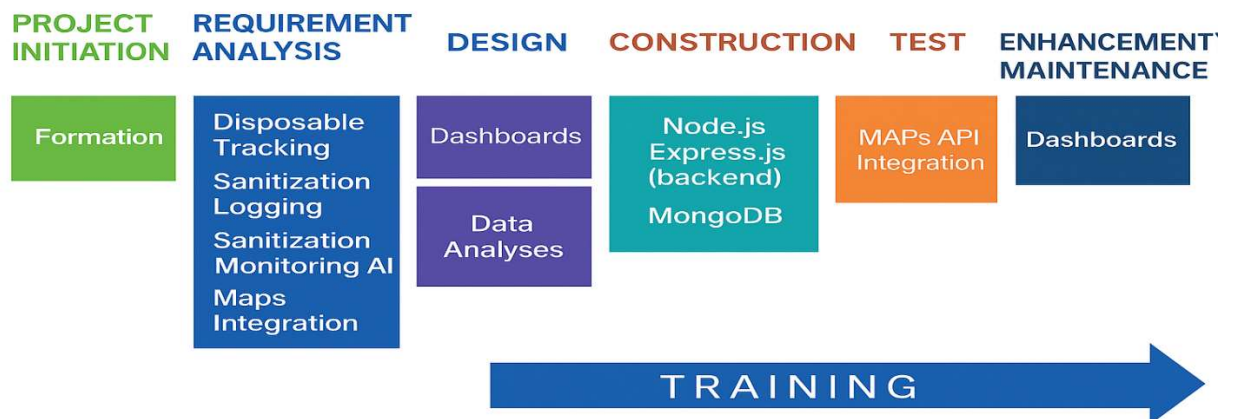 PROJECT
INITIATION
REQUIREMENT
ANALYSIS
DESIGN
CONSTRUCTION
TEST
ENHANCEMENT
MAINTENANCE
Formation
Disposable
Tracking
Sanitization
Logging
Sanitization
Monitoring AI
Maps
Integration
Dashboards
Data
Analyses
Node.js
Express.js
(backend)
MongoDB
MAPs API
Integration
Dashboards
TRAINING